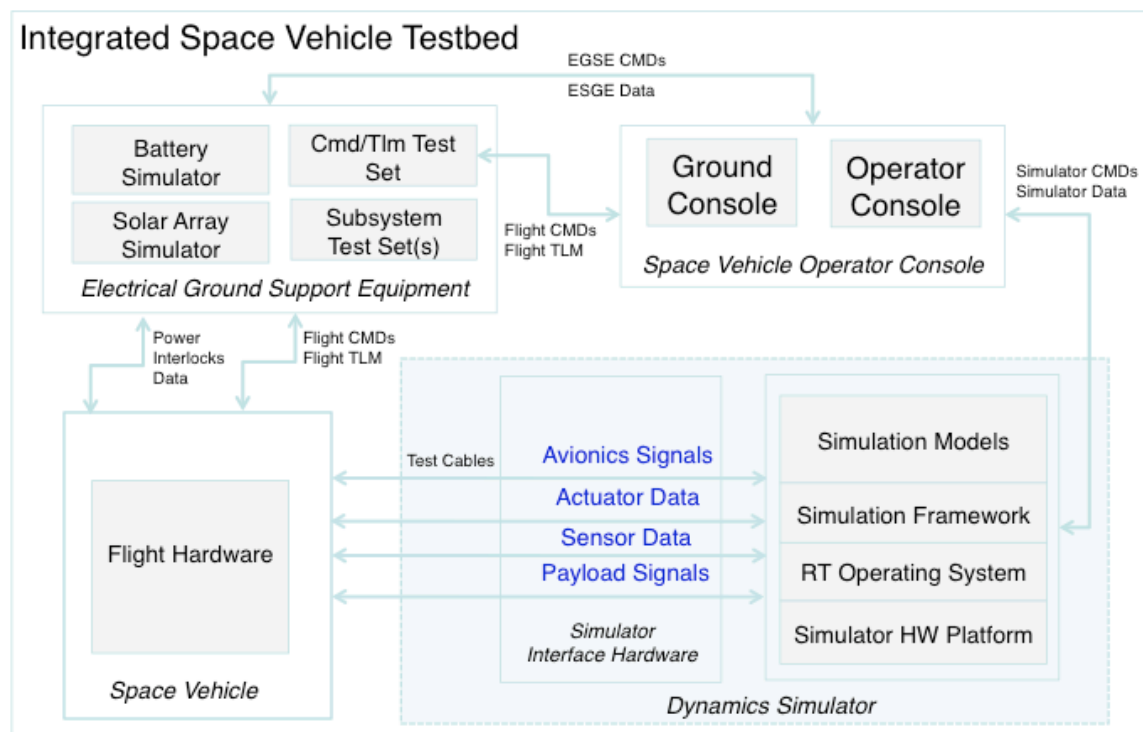 Integrated Space Vehicle Testbed
EGSE CMDs
ESGE Data
Battery
Simulator
Cmd/Tlm Test
Set
Solar Array
Simulator
Subsystem
Test Set(s)
Electrical Ground Support Equipment
Flight CMDs
Flight TLM
Ground
Console
Operator
Console
Space Vehicle Operator Console
Simulator CMDs
Simulator Data
Power
Interlocks
Data
Flight CMDs
Flight TLM
Flight Hardware
Space Vehicle
Test Cables
Avionics Signals
Actuator Data
Sensor Data
Payload Signals
Simulator
Interface Hardware
Simulation Models
Simulation Framework
RT Operating System
Simulator HW Platform
Dynamics Simulator